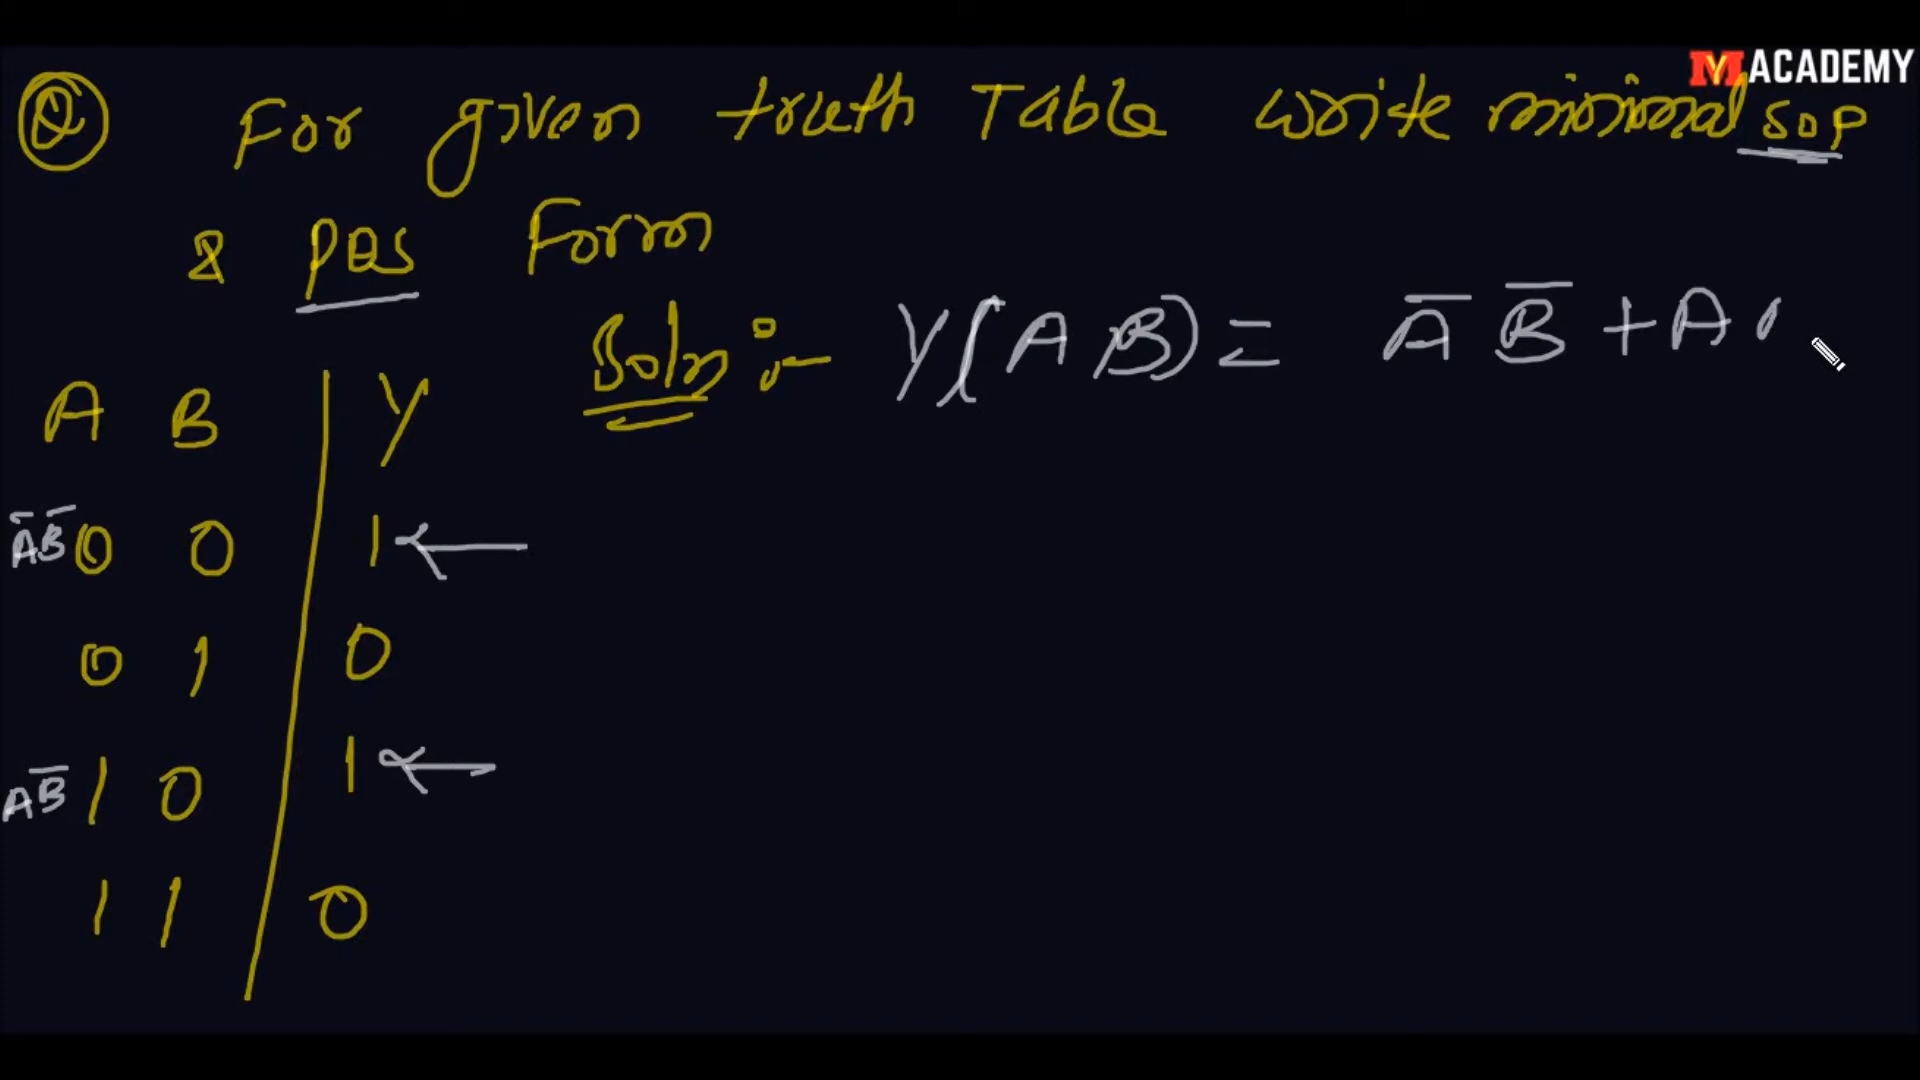 MACADEMY
Q For given truth Table write minimal SOP
& POS Form
Soln :- Y(AB) = A̅ B̅ + A
A B Y
A̅B̅ 0 0 1 ←
0 1 0
AB̅ 1 0 1 ←
1 1 0